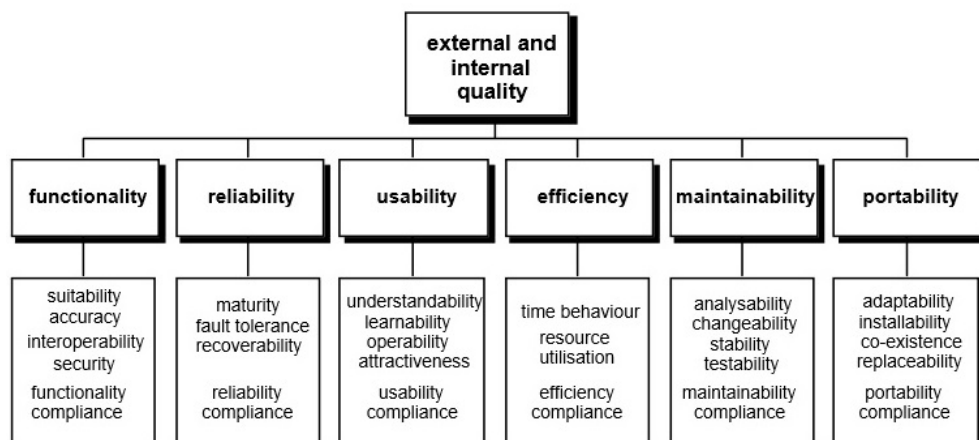 external and
internal
quality
functionality
reliability
usability
efficiency
maintainability
portability
suitability
accuracy
interoperability
security
functionality
compliance
maturity
fault tolerance
recoverability
reliability
compliance
understandability
learnability
operability
attractiveness
usability
compliance
time behaviour
resource
utilisation
efficiency
compliance
analysability
changeability
stability
testability
maintainability
compliance
adaptability
installability
co-existence
replaceability
portability
compliance